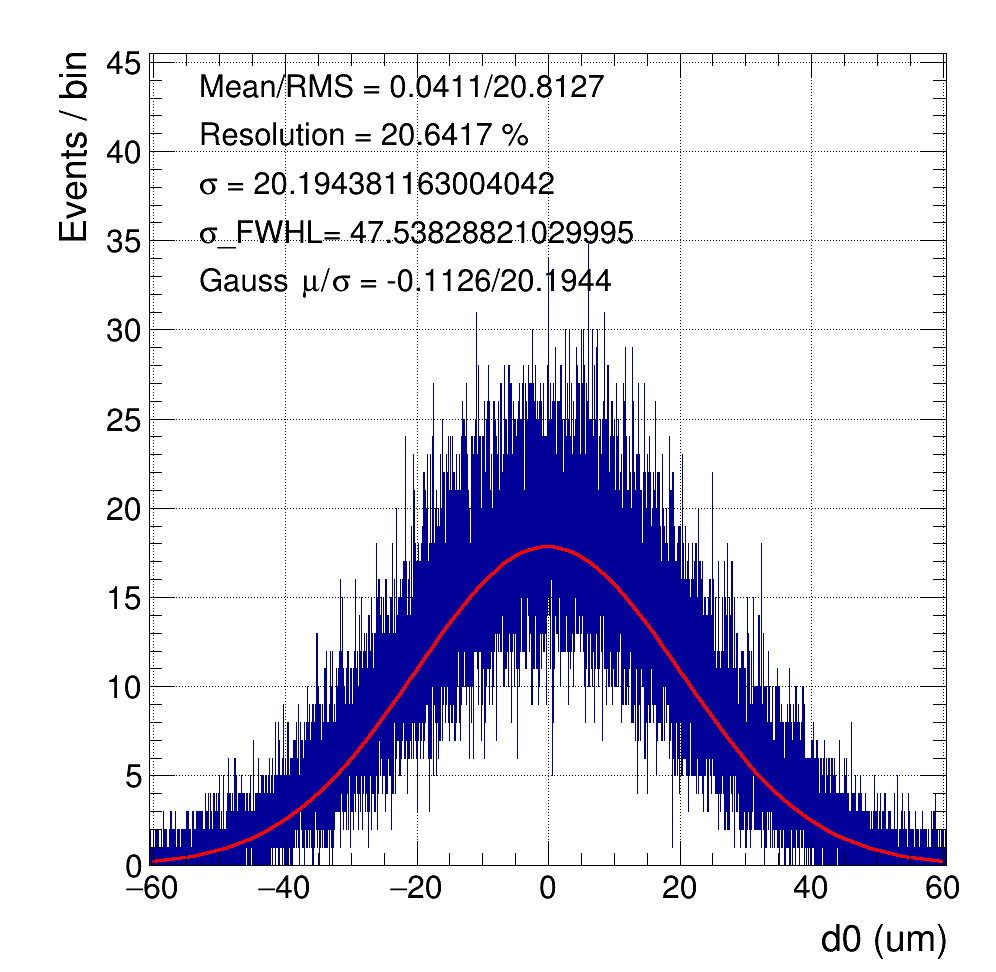 Events / bin
45
40
35
30
25
20
15
10
5
0
Mean/RMS = 0.0411/20.8127
Resolution = 20.6417 %
σ = 20.194381163004042
σ_FWHL= 47.53828821029995
Gauss μ/σ = -0.1126/20.1944
−60 −40 −20 0 20 40 60
d0 (um)